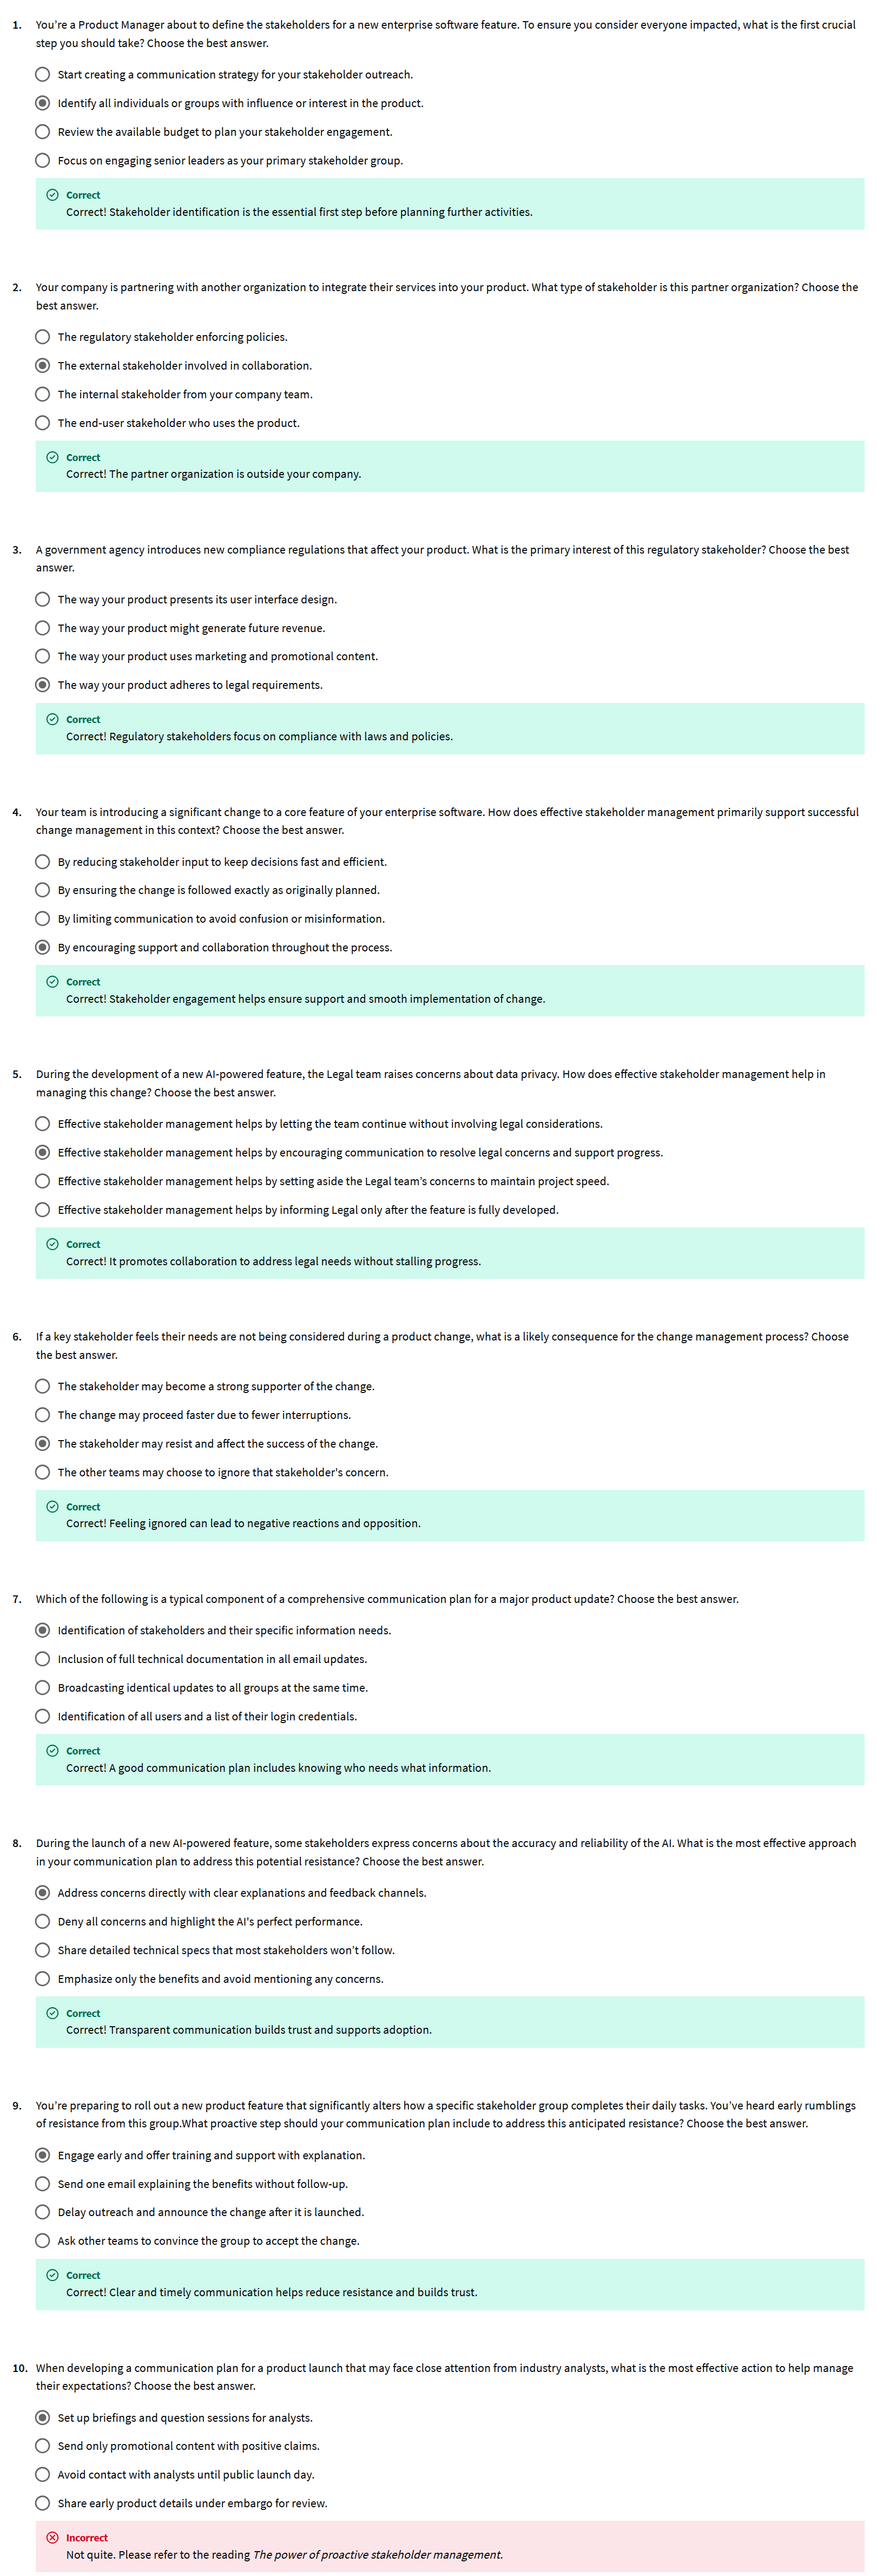 1. You're a Product Manager about to define the stakeholders for a new enterprise software feature. To ensure you consider everyone impacted, what is the first crucial
step you should take? Choose the best answer.
Start creating a communication strategy for your stakeholder outreach.
Identify all individuals or groups with influence or interest in the product.
Review the available budget to plan your stakeholder engagement.
Focus on engaging senior leaders as your primary stakeholder group.
Correct
Correct! Stakeholder identification is the essential first step before planning further activities.
2. Your company is partnering with another organization to integrate their services into your product. What type of stakeholder is this partner organization? Choose the
best answer.
The regulatory stakeholder enforcing policies.
The external stakeholder involved in collaboration.
The internal stakeholder from your company team.
The end-user stakeholder who uses the product.
Correct
Correct! The partner organization is outside your company.
3. A government agency introduces new compliance regulations that affect your product. What is the primary interest of this regulatory stakeholder? Choose the best
answer.
The way your product presents its user interface design.
The way your product might generate future revenue.
The way your product uses marketing and promotional content.
The way your product adheres to legal requirements.
Correct
Correct! Regulatory stakeholders focus on compliance with laws and policies.
4. Your team is introducing a significant change to a core feature of your enterprise software. How does effective stakeholder management primarily support successful
change management in this context? Choose the best answer.
By reducing stakeholder input to keep decisions fast and efficient.
By ensuring the change is followed exactly as originally planned.
By limiting communication to avoid confusion or misinformation.
By encouraging support and collaboration throughout the process.
Correct
Correct! Stakeholder engagement helps ensure support and smooth implementation of change.
5. During the development of a new AI-powered feature, the Legal team raises concerns about data privacy. How does effective stakeholder management help in
managing this change? Choose the best answer.
Effective stakeholder management helps by letting the team continue without involving legal considerations.
Effective stakeholder management helps by encouraging communication to resolve legal concerns and support progress.
Effective stakeholder management helps by setting aside the Legal team's concerns to maintain project speed.
Effective stakeholder management helps by informing Legal only after the feature is fully developed.
Correct
Correct! It promotes collaboration to address legal needs without stalling progress.
6. If a key stakeholder feels their needs are not being considered during a product change, what is a likely consequence for the change management process? Choose
the best answer.
The stakeholder may become a strong supporter of the change.
The change may proceed faster due to fewer interruptions.
The stakeholder may resist and affect the success of the change.
The other teams may choose to ignore that stakeholder's concern.
Correct
Correct! Feeling ignored can lead to negative reactions and opposition.
7. Which of the following is a typical component of a comprehensive communication plan for a major product update? Choose the best answer.
Identification of stakeholders and their specific information needs.
Inclusion of full technical documentation in all email updates.
Broadcasting identical updates to all groups at the same time.
Identification of all users and a list of their login credentials.
Correct
Correct! A good communication plan includes knowing who needs what information.
8. During the launch of a new AI-powered feature, some stakeholders express concerns about the accuracy and reliability of the AI. What is the most effective approach
in your communication plan to address this potential resistance? Choose the best answer.
Address concerns directly with clear explanations and feedback channels.
Deny all concerns and highlight the AI's perfect performance.
Share detailed technical specs that most stakeholders won't follow.
Emphasize only the benefits and avoid mentioning any concerns.
Correct
Correct! Transparent communication builds trust and supports adoption.
9. You're preparing to roll out a new product feature that significantly alters how a specific stakeholder group completes their daily tasks. You've heard early rumblings
of resistance from this group.What proactive step should your communication plan include to address this anticipated resistance? Choose the best answer.
Engage early and offer training and support with explanation.
Send one email explaining the benefits without follow-up.
Delay outreach and announce the change after it is launched.
Ask other teams to convince the group to accept the change.
Correct
Correct! Clear and timely communication helps reduce resistance and builds trust.
10. When developing a communication plan for a product launch that may face close attention from industry analysts, what is the most effective action to help manage
their expectations? Choose the best answer.
Set up briefings and question sessions for analysts.
Send only promotional content with positive claims.
Avoid contact with analysts until public launch day.
Share early product details under embargo for review.
Incorrect
Not quite. Please refer to the reading The power of proactive stakeholder management.